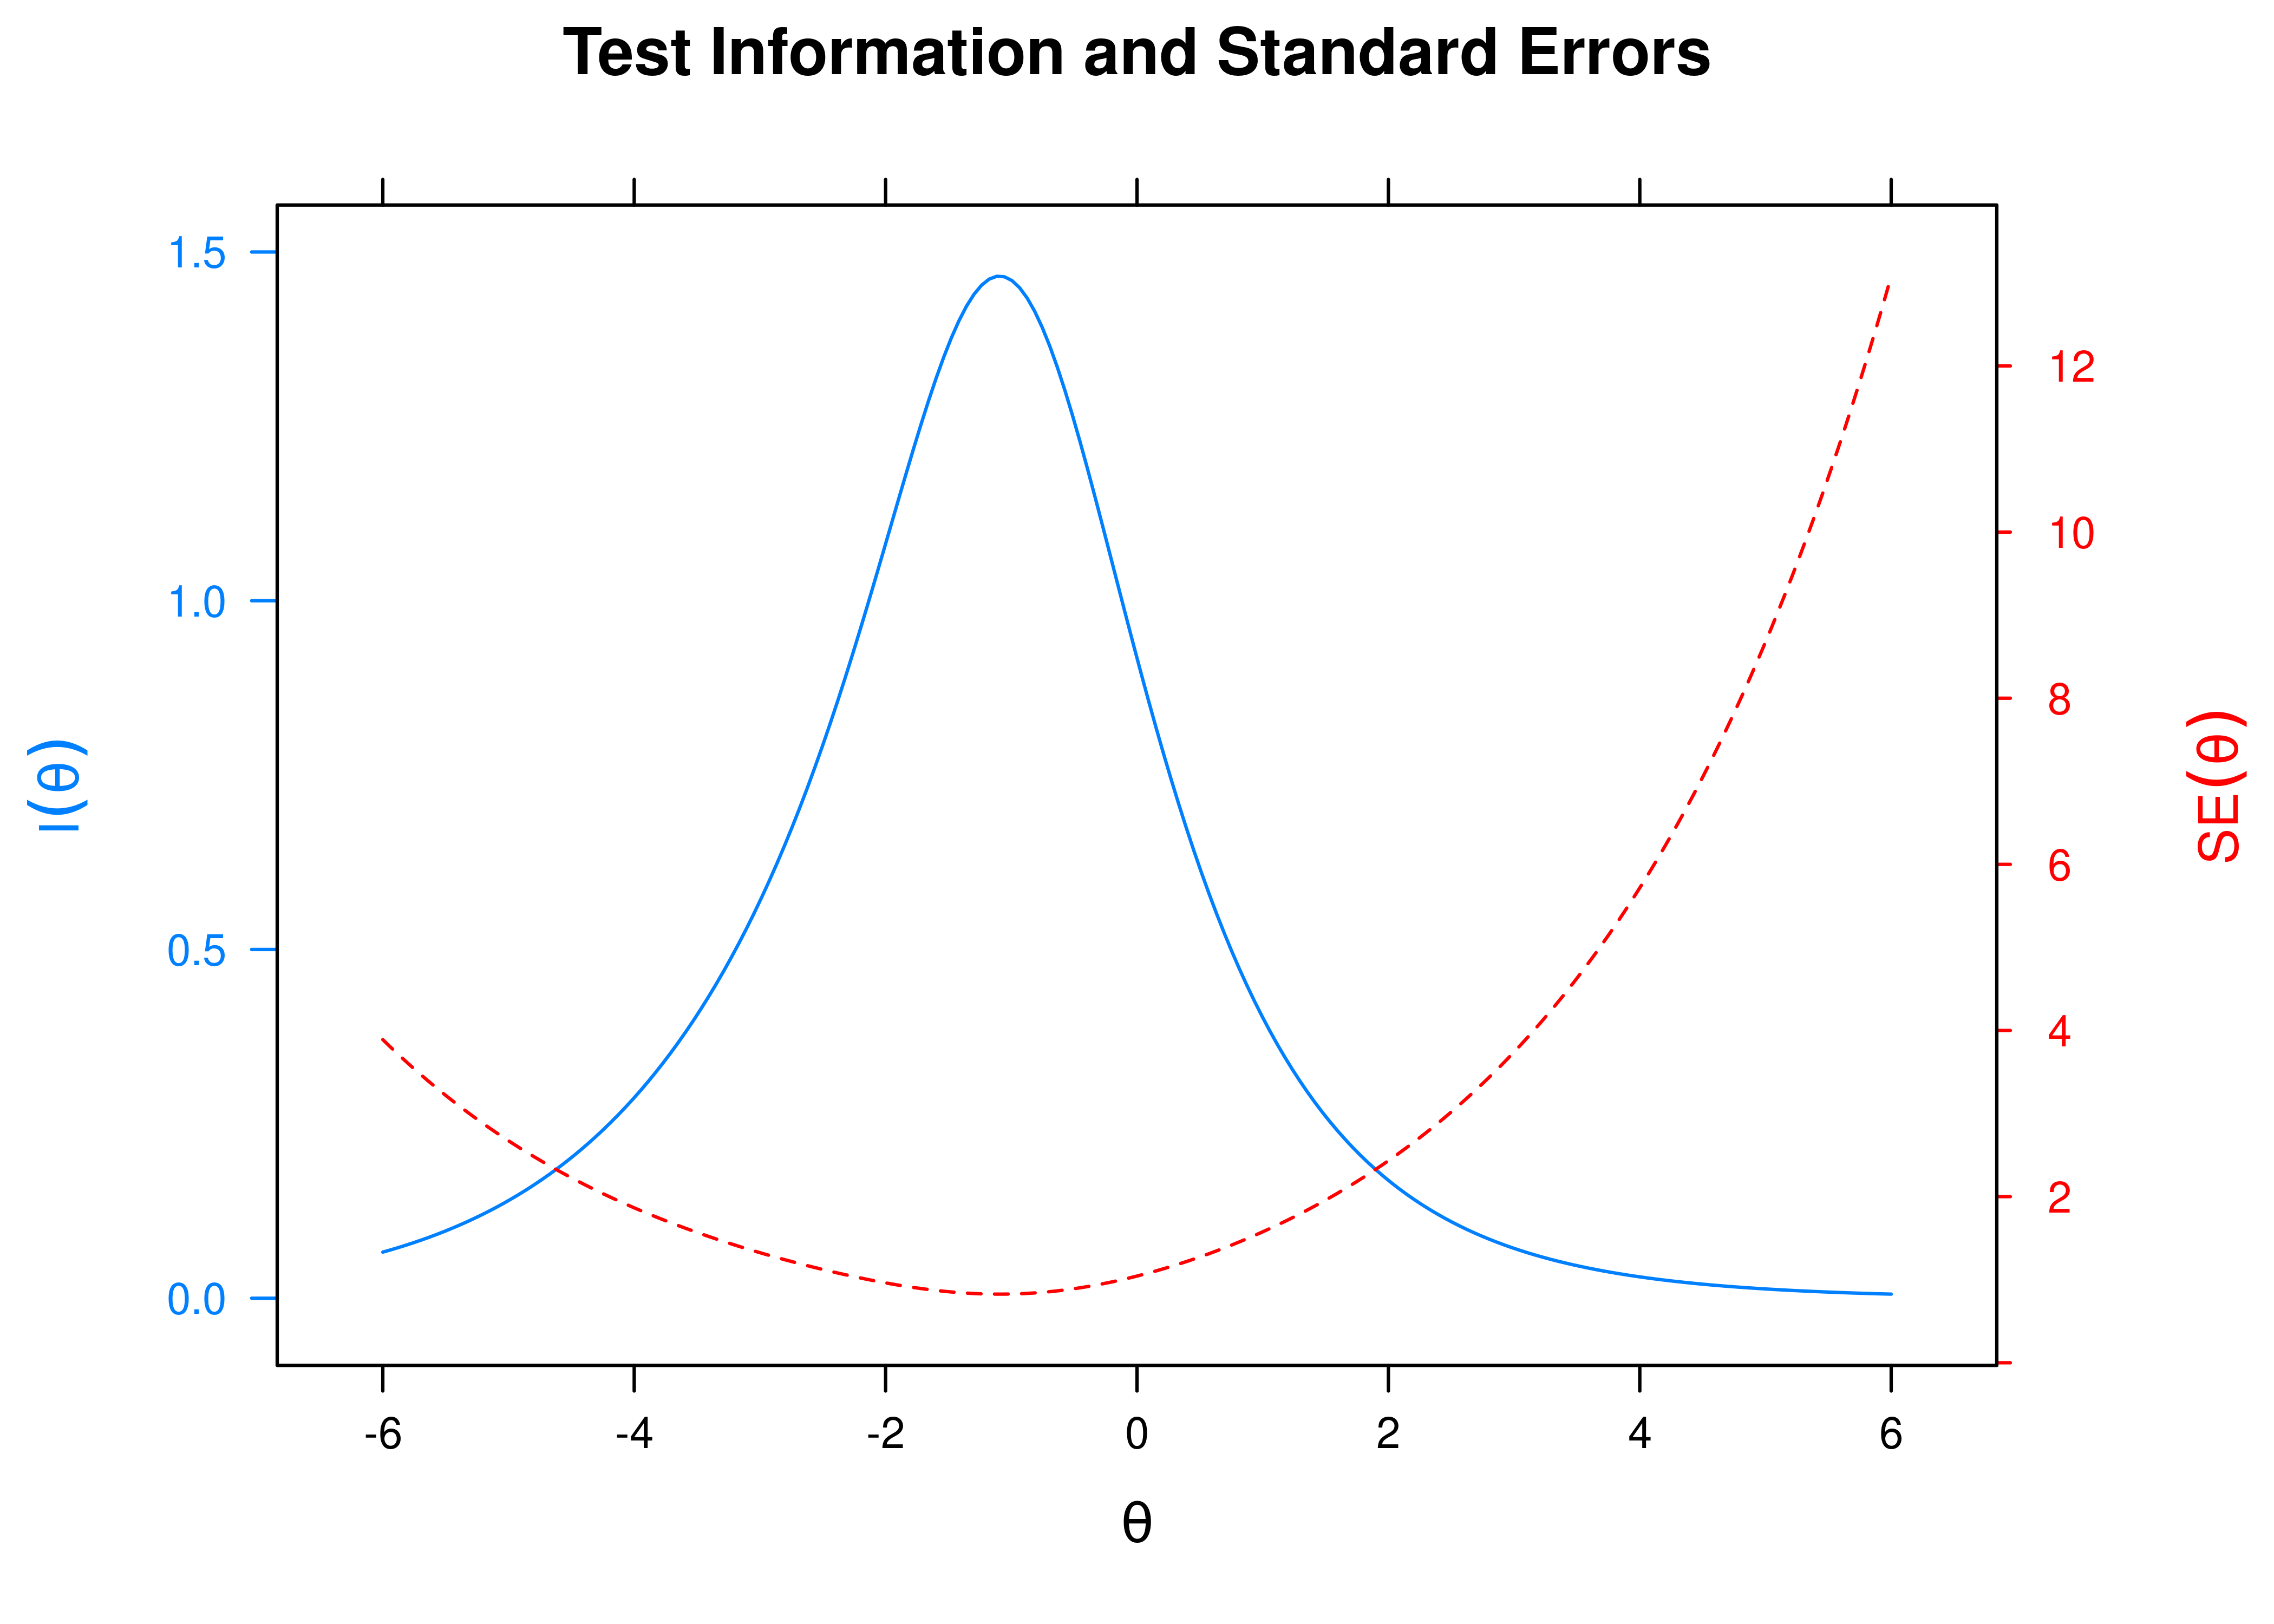 Test Information and Standard Errors
1.5
1.0
0.5
0.0
I(θ)
12
10
8
6
4
2
SE(θ)
-6 -4 -2 0 2 4 6
θ